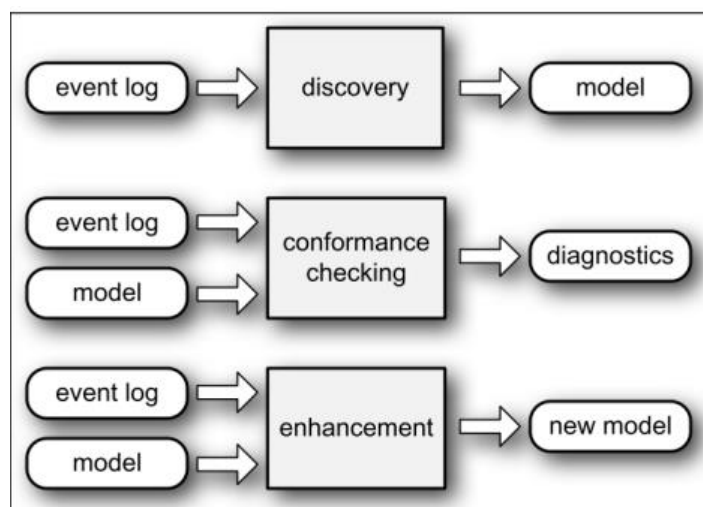 event log
discovery
model
event log
model
conformance
checking
diagnostics
event log
model
enhancement
new model